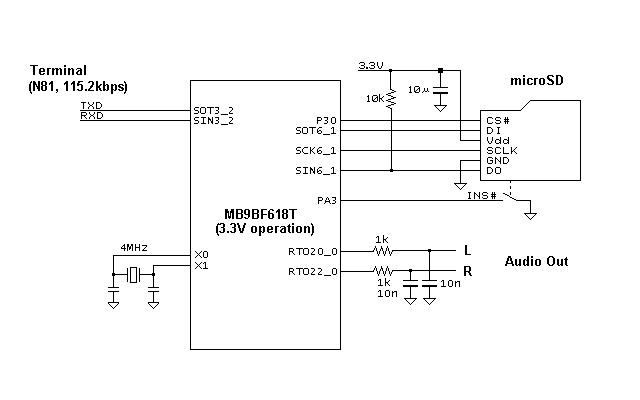 3.3V
Terminal
(N81, 115.2kbps)
microSD
10µ
10k
TXD
RXD
SOT3_2
SIN3_2
P30
SOT6_1
SCK6_1
SIN6_1
PA3
CS#
DI
Vdd
SCLK
GND
DO
INS#
MB9BF618T
(3.3V operation)
4MHz
X0
X1
RTO20_0
RTO22_0
1k
L
R
Audio Out
1k
10n
10n